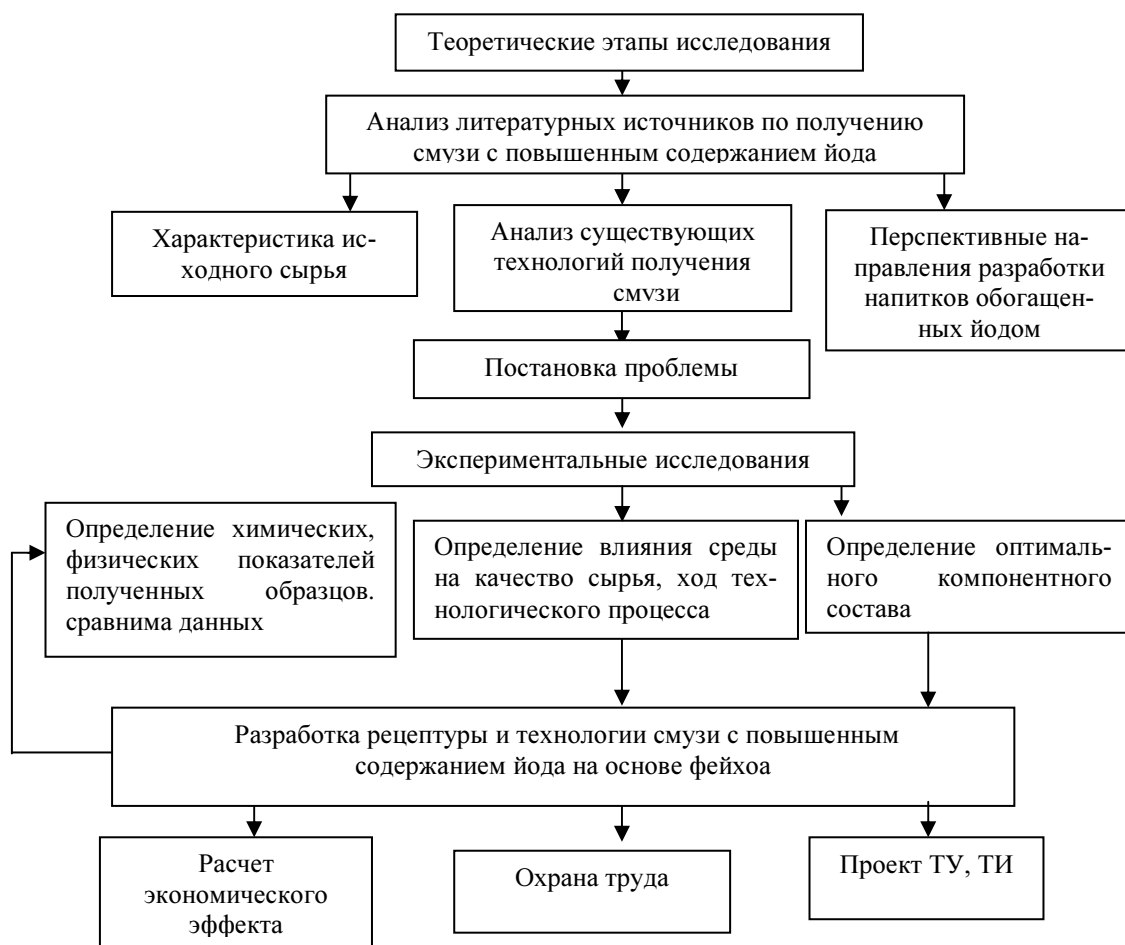 Теоретические этапы исследования
Анализ литературных источников по получению
смузи с повышенным содержанием йода
Характеристика ис-
ходного сырья
Анализ существующих
технологий получения
смузи
Перспективные на-
правления разработки
напитков обогащен-
ных йодом
Постановка проблемы
Экспериментальные исследования
Определение химических,
физических показателей
полученных образцов.
сравнима данных
Определение влияния среды
на качество сырья, ход тех-
нологического процесса
Определение оптималь-
ного компонентного
состава
Разработка рецептуры и технологии смузи с повышенным
содержанием йода на основе фейхоа
Расчет
экономического
эффекта
Охрана труда
Проект ТУ, ТИ